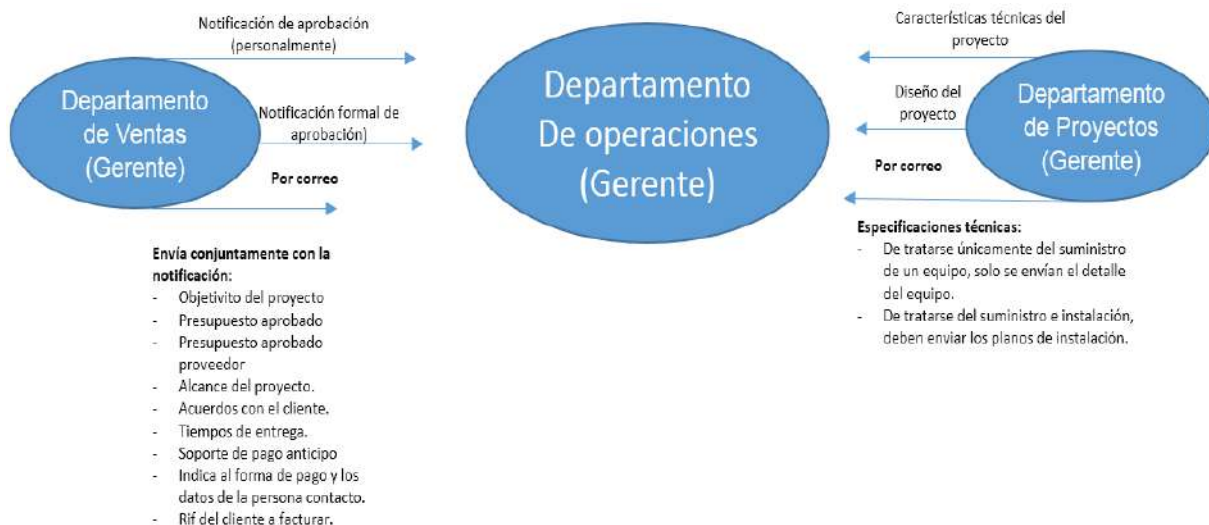 Notificación de aprobación
(personalmente)
Departamento
de Ventas
(Gerente)
Notificación formal de
aprobación)
Por correo
Envía conjuntamente con la
notificación:
- Objetivito del proyecto
- Presupuesto aprobado
- Presupuesto aprobado
proveedor
- Alcance del proyecto.
- Acuerdos con el cliente.
- Tiempos de entrega.
- Soporte de pago anticipo
- Indica al forma de pago y los
datos de la persona contacto.
- Rif del cliente a facturar.
Departamento
De operaciones
(Gerente)
Características técnicas del
proyecto
Diseño del
proyecto
Departamento
de Proyectos
(Gerente)
Por correo
Especificaciones técnicas:
- De tratarse únicamente del suministro
de un equipo, solo se envían el detalle
del equipo.
- De tratarse del suministro e instalación,
deben enviar los planos de instalación.